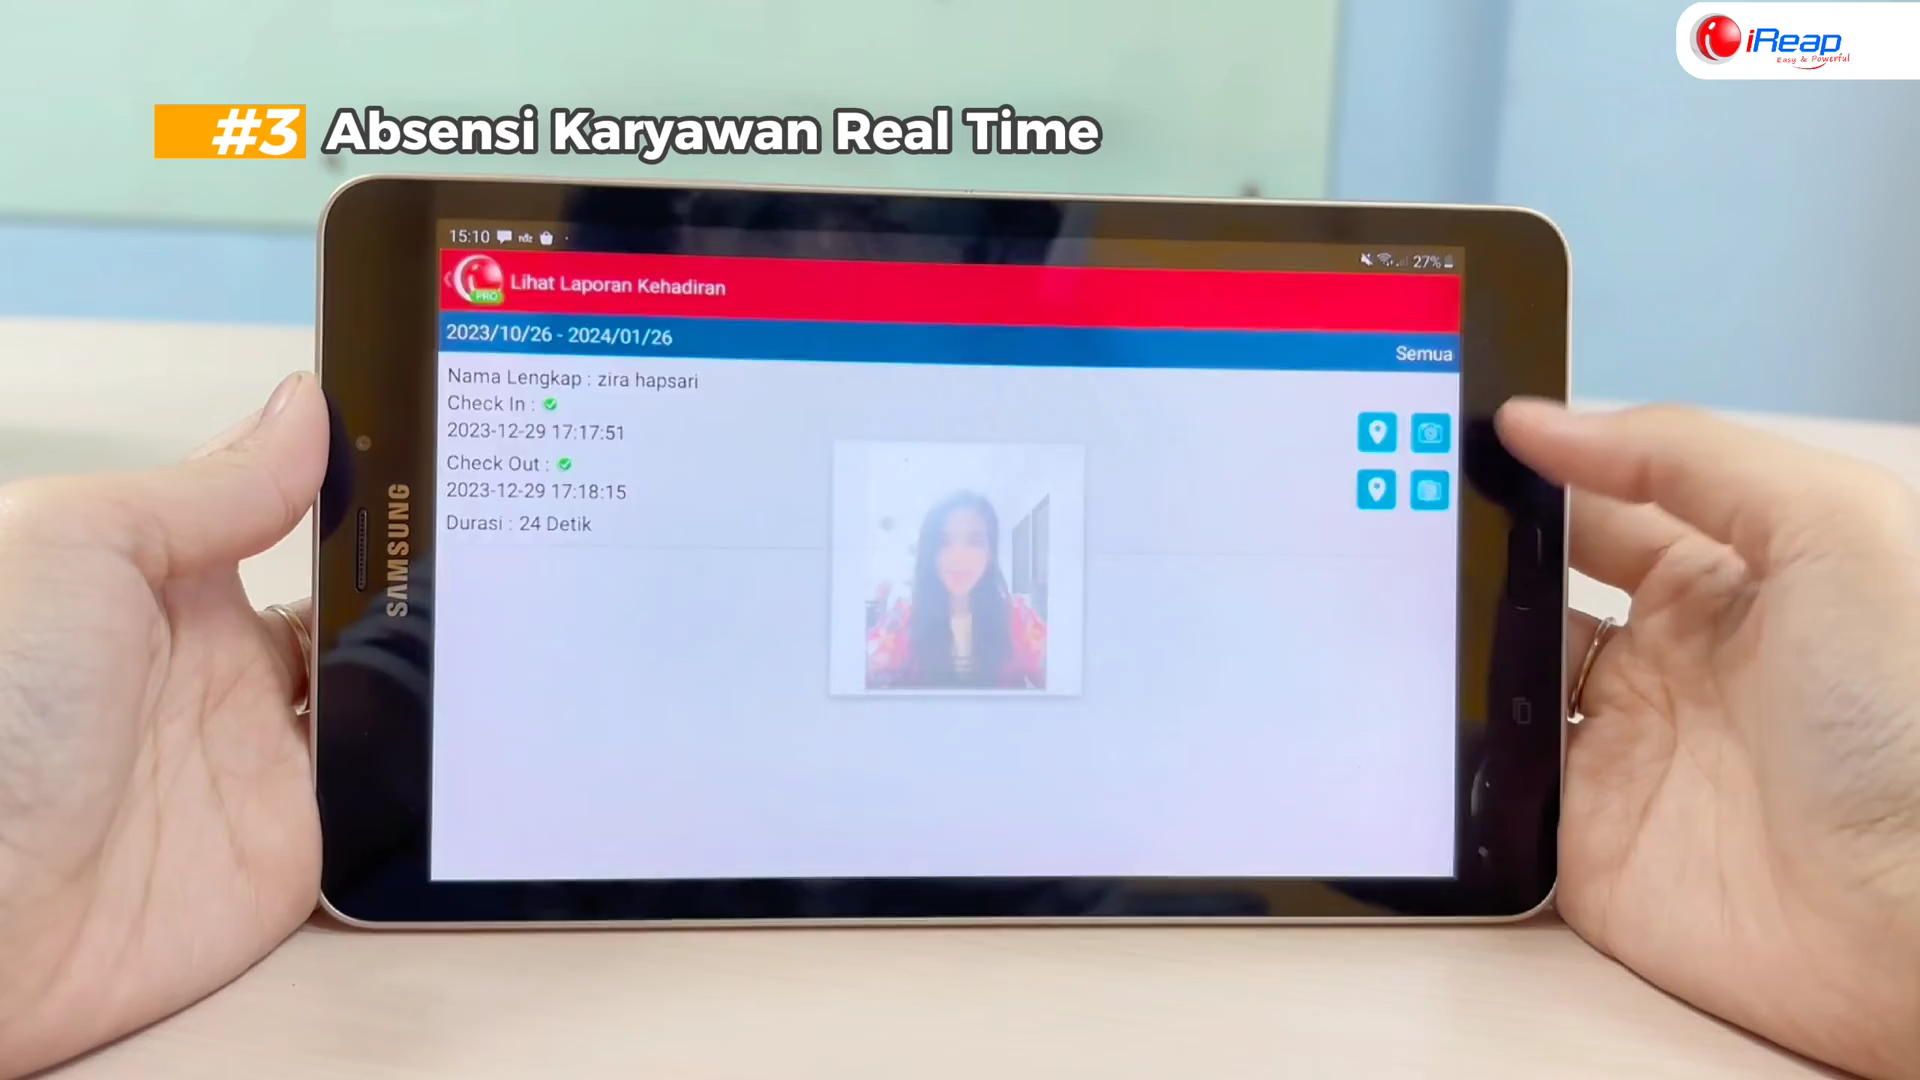 iReap
Easy & Powerful
#3 Absensi Karyawan Real Time
15:10
27%
PRO
Lihat Laporan Kehadiran
2023/10/26 - 2024/01/26
Semua
Nama Lengkap : zira hapsari
Check In :
2023-12-29 17:17:51
Check Out :
2023-12-29 17:18:15
Durasi : 24 Detik
SAMSUNG